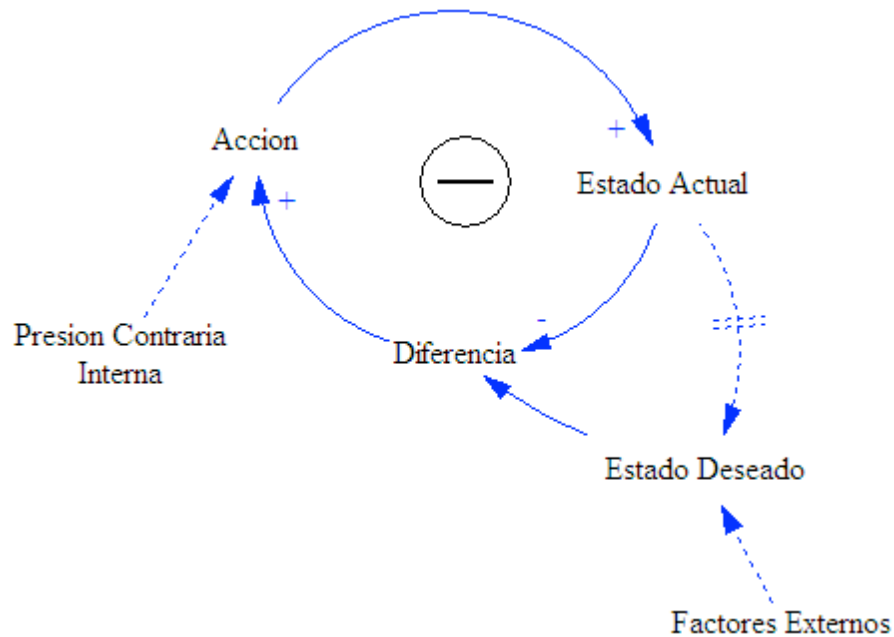 +
Accion
Estado Actual
+
-
Presion Contraria
Interna
Diferencia
Estado Deseado
Factores Externos